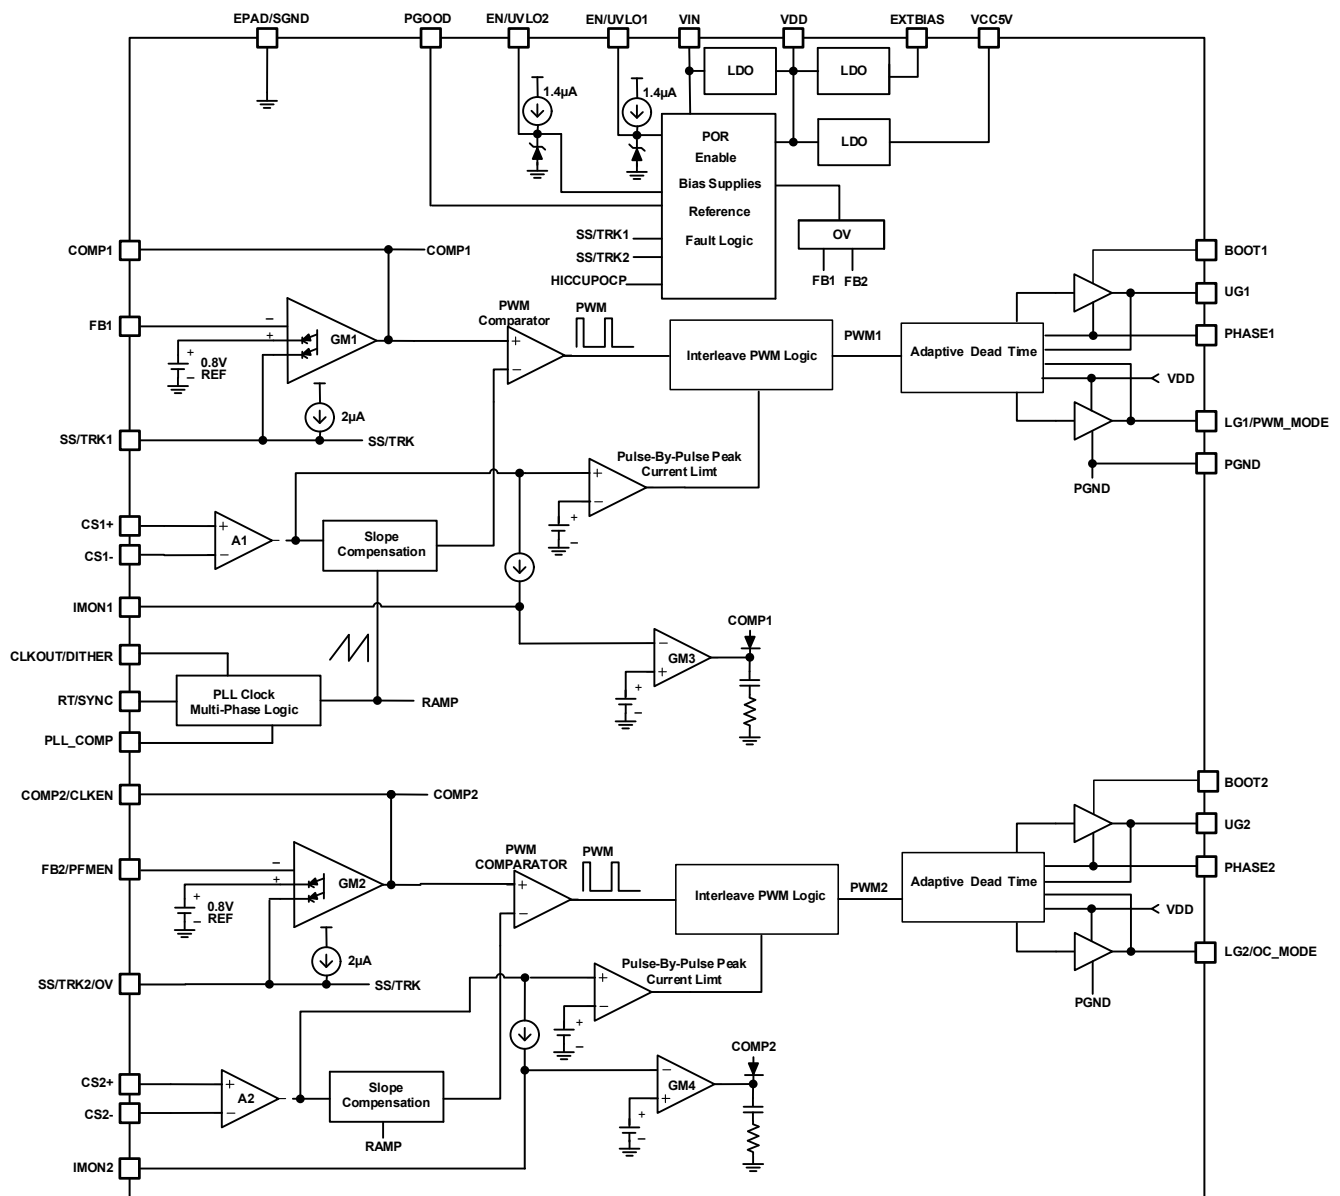 EPAD/SGND
PGOOD
EN/UVLO2
EN/UVLO1
VIN
VDD
EXTBIAS
VCC5V
LDO
LDO
1.4µA
1.4µA
LDO
POR
Enable
Bias Supplies
Reference
Fault Logic
SS/TRK1
SS/TRK2
HICCUPOCP
OV
FB1
FB2
COMP1
COMP1
BOOT1
FB1
−
+
GM1
+
0.8V
REF
−
PWM
Comparator
+
−
PWM
Interleave PWM Logic
PWM1
Adaptive Dead Time
UG1
PHASE1
VDD
2µA
SS/TRK1
SS/TRK
LG1/PWM_MODE
PGND
PGND
Pulse-By-Pulse Peak
Current Limt
+
−
+
−
CS1+
CS1-
+
−
A1
−
Slope
Compensation
IMON1
COMP1
CLKOUT/DITHER
−
GM3
+
+
−
RT/SYNC
PLL Clock
Multi-Phase Logic
RAMP
PLL_COMP
COMP2/CLKEN
COMP2
BOOT2
FB2/PFMEN
−
+
GM2
+
0.8V
REF
−
PWM
COMPARATOR
+
−
PWM
Interleave PWM Logic
PWM2
Adaptive Dead Time
UG2
PHASE2
VDD
2µA
SS/TRK2/OV
SS/TRK
LG2/OC_MODE
PGND
Pulse-By-Pulse Peak
Current Limt
+
−
+
−
CS2+
CS2-
+
−
A2
−
Slope
Compensation
RAMP
COMP2
−
GM4
+
+
−
IMON2